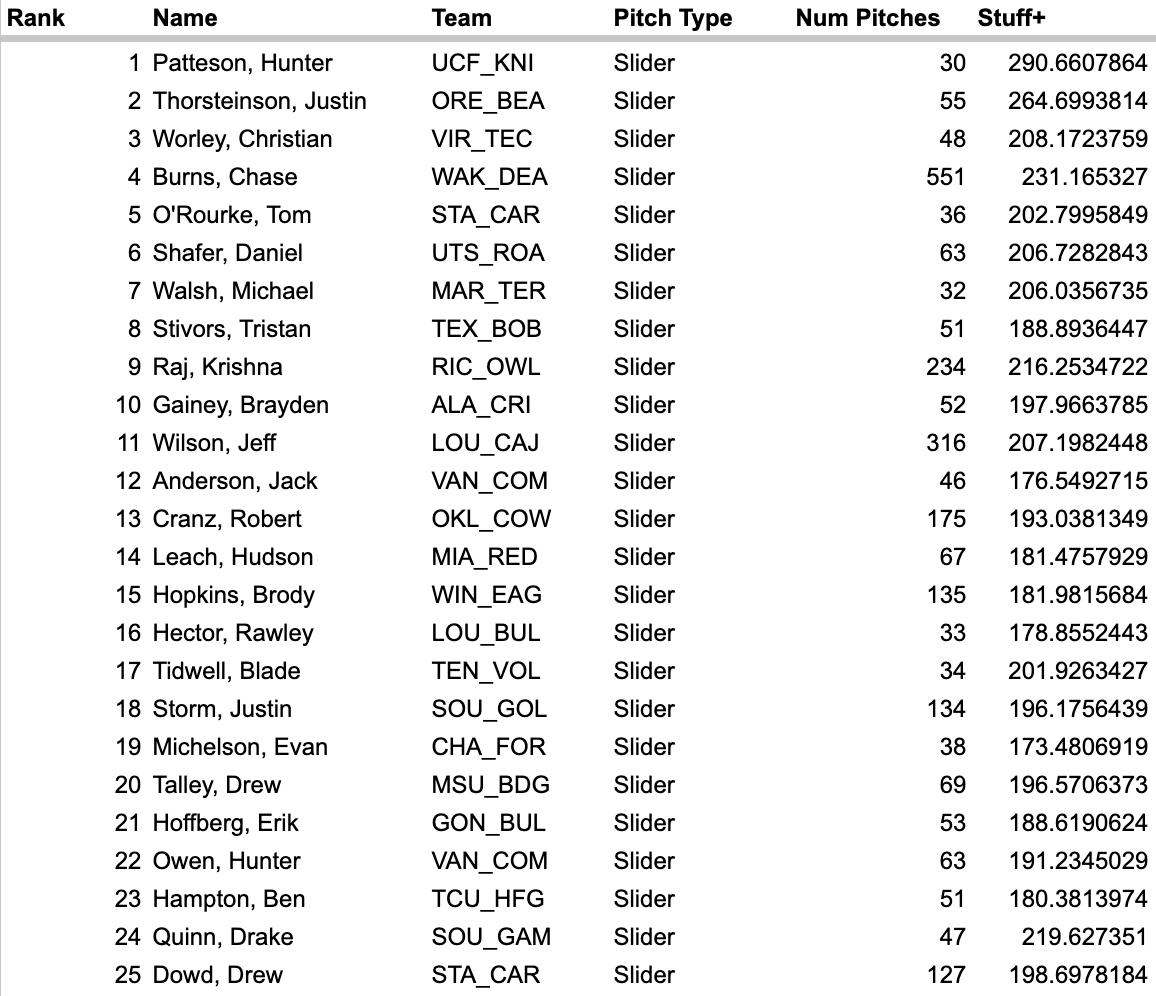 Rank Name Team Pitch Type Num Pitches Stuff+
1 Patteson, Hunter UCF_KNI Slider 30 290.6607864
2 Thorsteinson, Justin ORE_BEA Slider 55 264.6993814
3 Worley, Christian VIR_TEC Slider 48 208.1723759
4 Burns, Chase WAK_DEA Slider 551 231.165327
5 O'Rourke, Tom STA_CAR Slider 36 202.7995849
6 Shafer, Daniel UTS_ROA Slider 63 206.7282843
7 Walsh, Michael MAR_TER Slider 32 206.0356735
8 Stivors, Tristan TEX_BOB Slider 51 188.8936447
9 Raj, Krishna RIC_OWL Slider 234 216.2534722
10 Gainey, Brayden ALA_CRI Slider 52 197.9663785
11 Wilson, Jeff LOU_CAJ Slider 316 207.1982448
12 Anderson, Jack VAN_COM Slider 46 176.5492715
13 Cranz, Robert OKL_COW Slider 175 193.0381349
14 Leach, Hudson MIA_RED Slider 67 181.4757929
15 Hopkins, Brody WIN_EAG Slider 135 181.9815684
16 Hector, Rawley LOU_BUL Slider 33 178.8552443
17 Tidwell, Blade TEN_VOL Slider 34 201.9263427
18 Storm, Justin SOU_GOL Slider 134 196.1756439
19 Michelson, Evan CHA_FOR Slider 38 173.4806919
20 Talley, Drew MSU_BDG Slider 69 196.5706373
21 Hoffberg, Erik GON_BUL Slider 53 188.6190624
22 Owen, Hunter VAN_COM Slider 63 191.2345029
23 Hampton, Ben TCU_HFG Slider 51 180.3813974
24 Quinn, Drake SOU_GAM Slider 47 219.627351
25 Dowd, Drew STA_CAR Slider 127 198.6978184